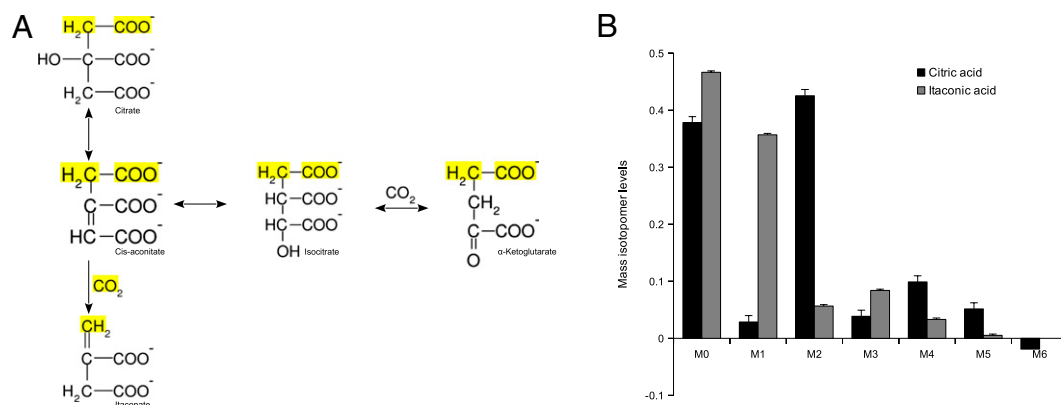 A
H₂C—COO⁻
HO—C—COO⁻
H₂C—COO⁻
Citrate
H₂C—COO⁻
C—COO⁻
HC—COO⁻
Cis-aconitate
CO₂
CH₂
C—COO⁻
H₂C—COO⁻
Itaconate
H₂C—COO⁻
HC—COO⁻
HC—COO⁻
OH Isocitrate
CO₂
H₂C—COO⁻
CH₂
C—COO⁻
O
α-Ketoglutarate
B
Mass isotopomer levels
0.5
0.4
0.3
0.2
0.1
0
-0.1
Citric acid
Itaconic acid
M0 M1 M2 M3 M4 M5 M6